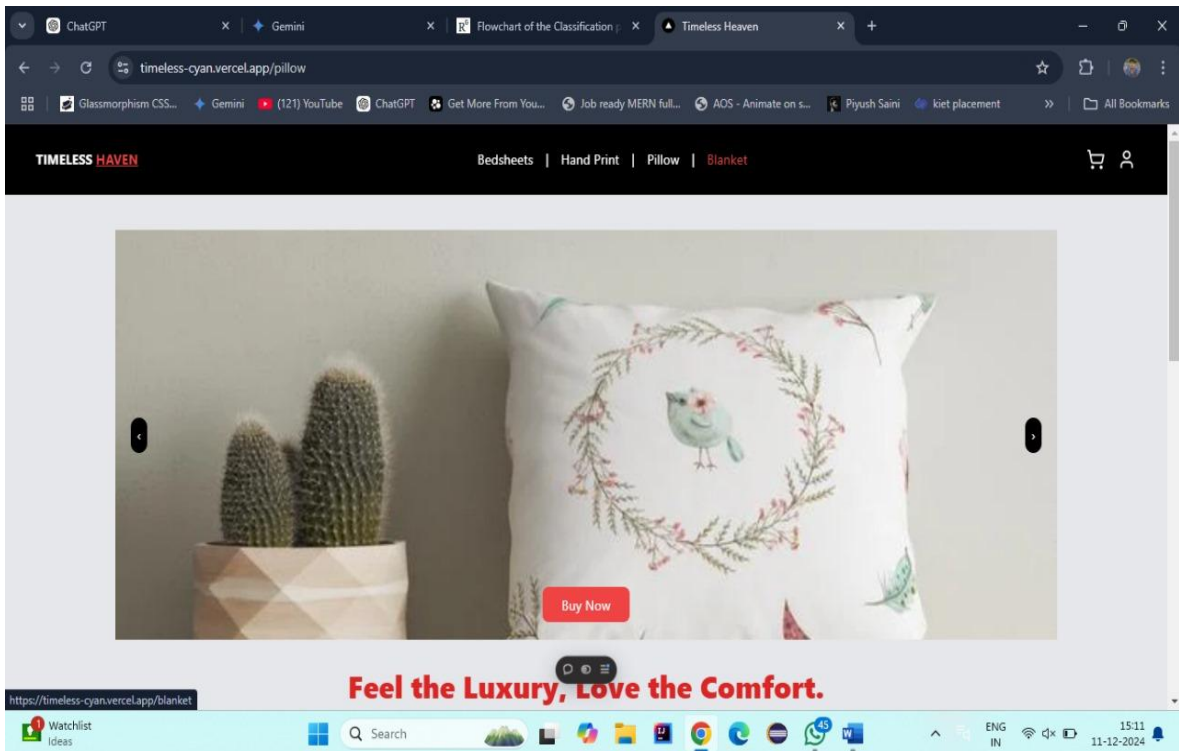 ChatGPT
Gemini
R⁶ Flowchart of the Classification p
Timeless Heaven
timeless-cyan.vercel.app/pillow
Glassmorphism CSS...
Gemini
(121) YouTube
ChatGPT
Get More From You...
Job ready MERN full...
AOS - Animate on s...
Piyush Saini
kiet placement
»
All Bookmarks
TIMELESS HAVEN
Bedsheets | Hand Print | Pillow | Blanket
Buy Now
Feel the Luxury, Love the Comfort.
https://timeless-cyan.vercel.app/blanket
1
Watchlist
Ideas
Search
45
ENG
IN
15:11
11-12-2024